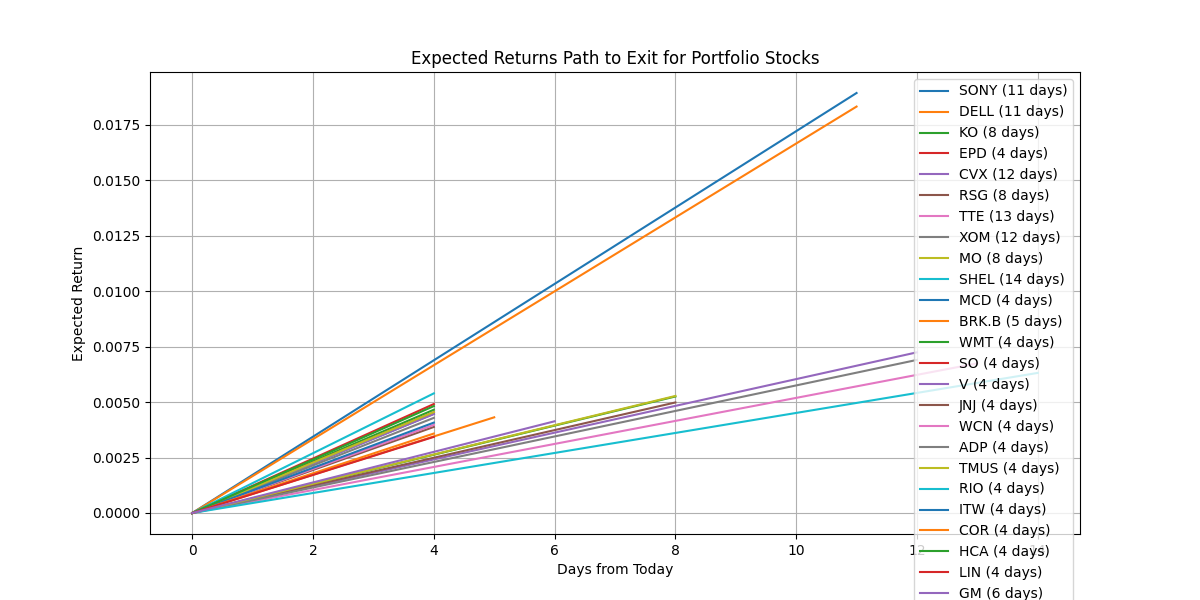 Expected Returns Path to Exit for Portfolio Stocks
Expected Return
0.0175
0.0150
0.0125
0.0100
0.0075
0.0050
0.0025
0.0000
0 2 4 6 8 10 12 14
Days from Today
SONY (11 days)
DELL (11 days)
KO (8 days)
EPD (4 days)
CVX (12 days)
RSG (8 days)
TTE (13 days)
XOM (12 days)
MO (8 days)
SHEL (14 days)
MCD (4 days)
BRK.B (5 days)
WMT (4 days)
SO (4 days)
V (4 days)
JNJ (4 days)
WCN (4 days)
ADP (4 days)
TMUS (4 days)
RIO (4 days)
ITW (4 days)
COR (4 days)
HCA (4 days)
LIN (4 days)
GM (6 days)